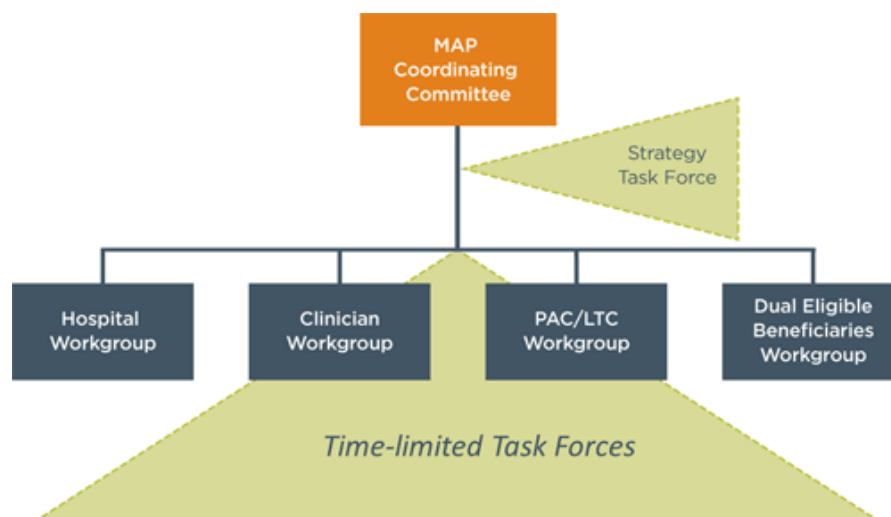 MAP
Coordinating
Committee
Strategy
Task Force
Hospital
Workgroup
Clinician
Workgroup
PAC/LTC
Workgroup
Dual Eligible
Beneficiaries
Workgroup
Time-limited Task Forces